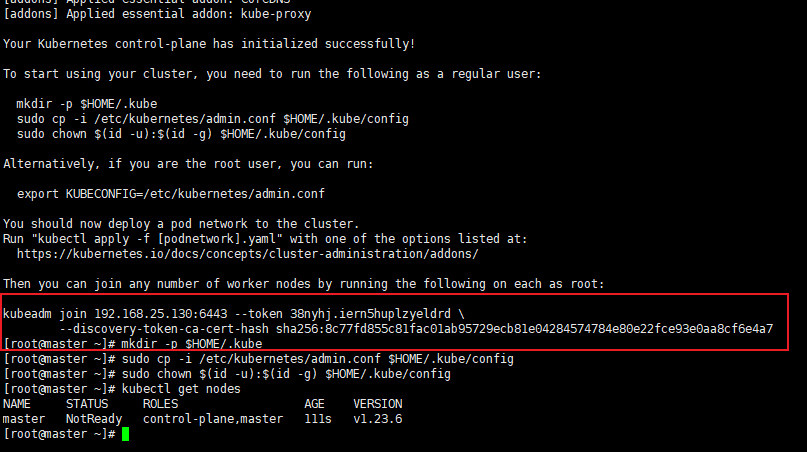 [addons] Applied essential addon: CoreDNS
[addons] Applied essential addon: kube-proxy
Your Kubernetes control-plane has initialized successfully!
To start using your cluster, you need to run the following as a regular user:
  mkdir -p $HOME/.kube
  sudo cp -i /etc/kubernetes/admin.conf $HOME/.kube/config
  sudo chown $(id -u):$(id -g) $HOME/.kube/config
Alternatively, if you are the root user, you can run:
  export KUBECONFIG=/etc/kubernetes/admin.conf
You should now deploy a pod network to the cluster.
Run "kubectl apply -f [podnetwork].yaml" with one of the options listed at:
  https://kubernetes.io/docs/concepts/cluster-administration/addons/
Then you can join any number of worker nodes by running the following on each as root:
kubeadm join 192.168.25.130:6443 --token 38nyhj.iern5huplzyeldrd \
        --discovery-token-ca-cert-hash sha256:8c77fd855c81fac01ab95729ecb81e04284574784e80e22fce93e0aa8cf6e4a7
[root@master ~]# mkdir -p $HOME/.kube
[root@master ~]# sudo cp -i /etc/kubernetes/admin.conf $HOME/.kube/config
[root@master ~]# sudo chown $(id -u):$(id -g) $HOME/.kube/config
[root@master ~]# kubectl get nodes
NAME     STATUS     ROLES                  AGE    VERSION
master   NotReady   control-plane,master   111s   v1.23.6
[root@master ~]#